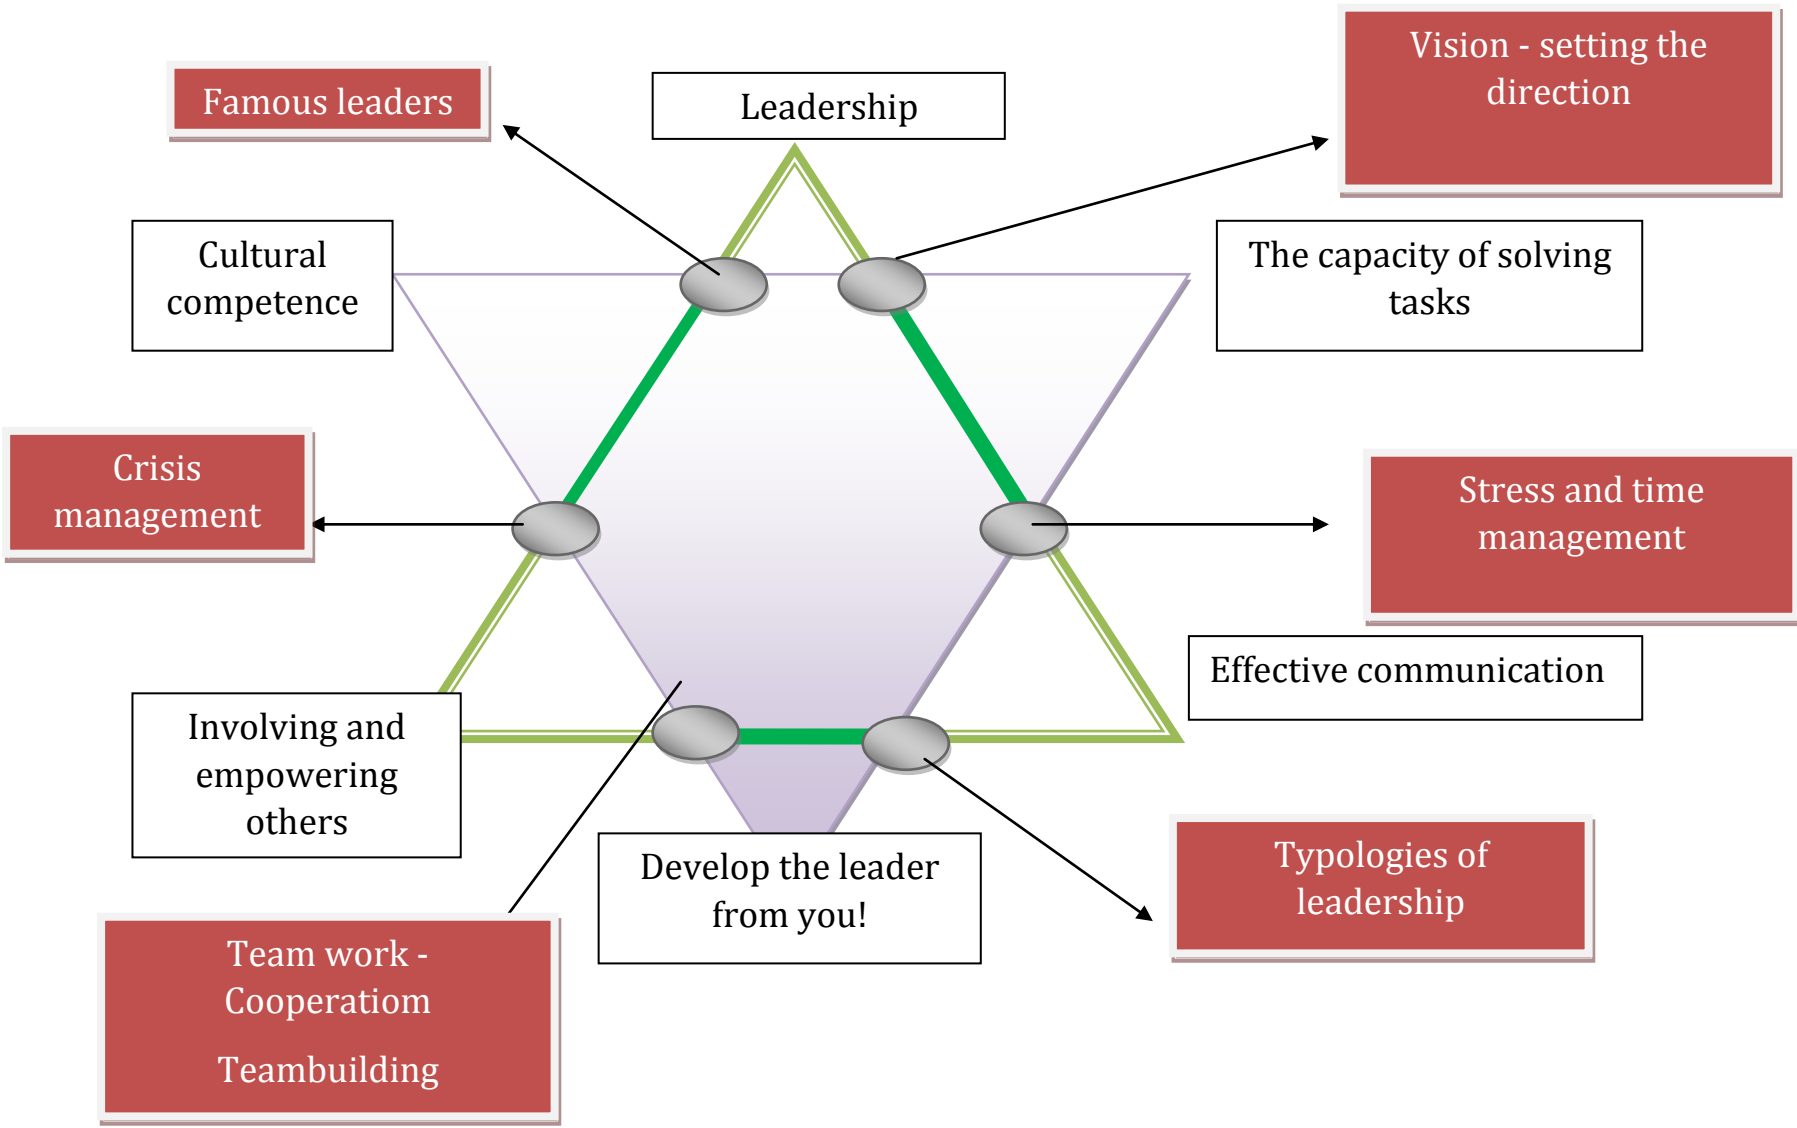 Vision - setting the
direction
Famous leaders
Leadership
Cultural
competence
The capacity of solving
tasks
Crisis
management
Stress and time
management
Effective communication
Involving and
empowering
others
Develop the leader
from you!
Typologies of
leadership
Team work -
Cooperatiom
Teambuilding